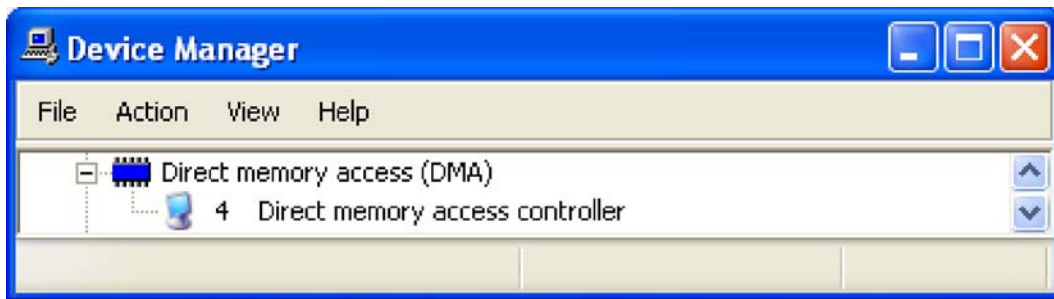 Device Manager
File Action View Help
Direct memory access (DMA)
4 Direct memory access controller